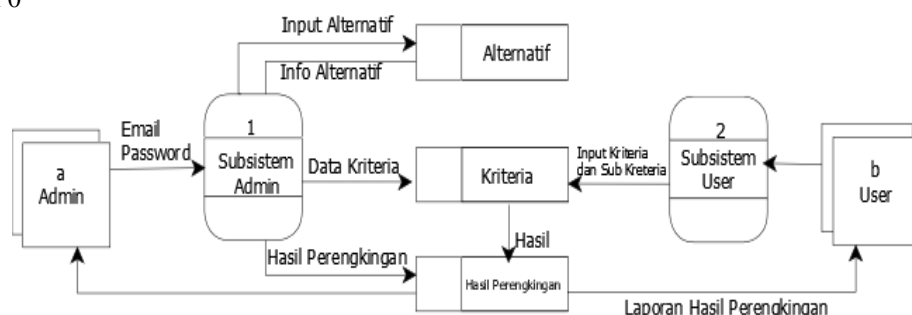 Input Alternatif
Info Alternatif
Alternatif
Email
Password
a
Admin
1
Subsistem
Admin
Data Kriteria
Kriteria
Input Kriteria
dan Sub Kreteria
2
Subsistem
User
b
User
Hasil
Hasil Perengkingan
Hasil Perengkingan
Laporan Hasil Perengkingan